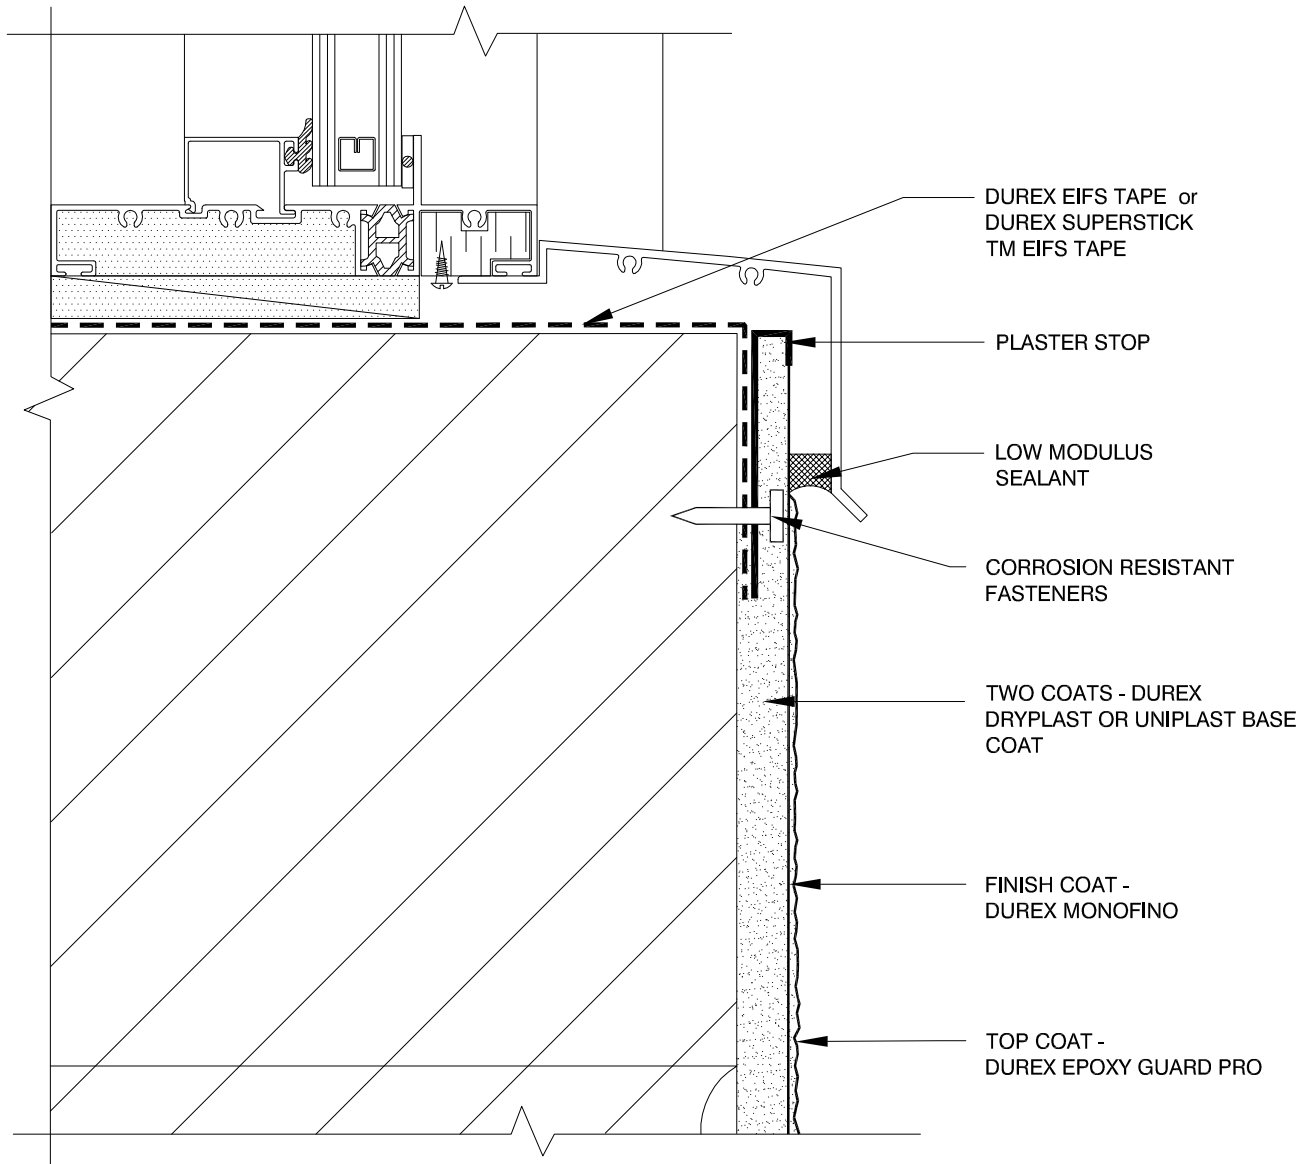 DUREX EIFS TAPE or
DUREX SUPERSTICK
TM EIFS TAPE
PLASTER STOP
LOW MODULUS
SEALANT
CORROSION RESISTANT
FASTENERS
TWO COATS - DUREX
DRYPLAST OR UNIPLAST BASE
COAT
FINISH COAT -
DUREX MONOFINO
TOP COAT -
DUREX EPOXY GUARD PRO